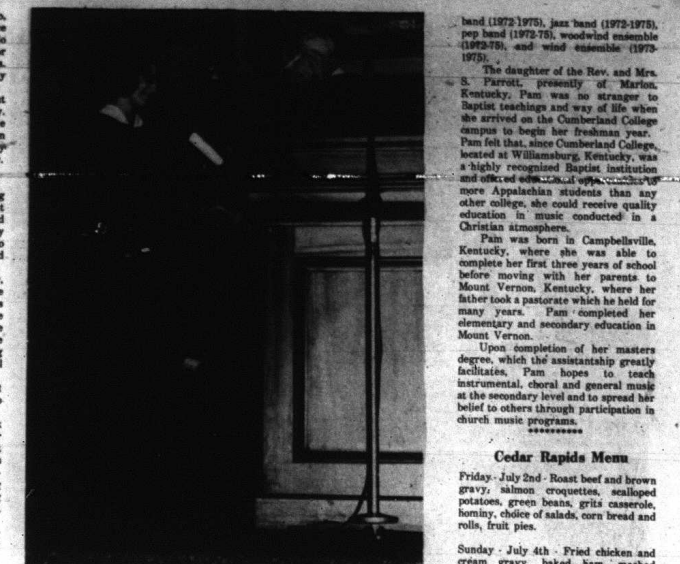 band (1972-1975), jazz band (1972-1975),
pep band (1972-75), woodwind ensemble
(1972-75), and wind ensemble (1973-
1975).
The daughter of the Rev. and Mrs.
S. Parrott, presently of Marion,
Kentucky, Pam was no stranger to
Baptist teachings and way of life when
she arrived on the Cumberland College
campus to begin her freshman year.
Pam felt that, since Cumberland College,
located at Williamsburg, Kentucky, was
a highly recognized Baptist institution
and offered educational to
more Appalachian students than any
other college, she could receive quality
education in music conducted in a
Christian atmosphere.
Pam was born in Campbellsville,
Kentucky, where she was able to
complete her first three years of school
before moving with her parents to
Mount Vernon, Kentucky, where her
father took a pastorate which he held for
many years. Pam completed her
elementary and secondary education in
Mount Vernon.
Upon completion of her masters
degree, which the assistantship greatly
facilitates, Pam hopes to teach
instrumental, choral and general music
at the secondary level and to spread her
belief to others through participation in
church music programs.
**********
Cedar Rapids Menu
Friday - July 2nd - Roast beef and brown
gravy, salmon croquettes, scalloped
potatoes, green beans, grits casserole,
hominy, choice of salads, corn bread and
rolls, fruit pies.
Sunday - July 4th - Fried chicken and
cream gravy, baked ham, mashed